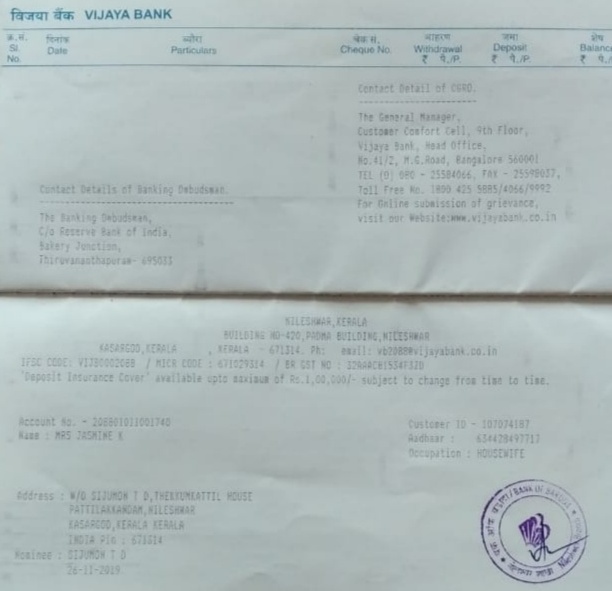 विजया बैंक VIJAYA BANK
क्र.सं. दिनांक ब्योरा चेक सं. आहरण जमा शेष
Sl. Date Particulars Cheque No. Withdrawal Deposit Balance
No. ₹ पै./P. ₹ पै./P. ₹
Contact Detail of CGRO.
The General Manager,
Customer Comfort Cell, 9th Floor,
Vijaya Bank, Head Office,
No.41/2, M.G.Road, Bangalore 560001
TEL (O) 080 - 25584066, FAX - 25598037,
Toll Free No. 1800 425 5885/4066/9992
For Online submission of grievance,
visit our Website:www.vijayabank.co.in
Contact Details of Banking Ombudsman.
The Banking Ombudsman,
C/o Reserve Bank of India,
Bakery Junction,
Thiruvananthapuram- 695033
NILESHWAR,KERALA
BUILDING NO-420,PADMA BUILDING,NILESHWAR
KASARGOD,KERALA , KERALA - 671314. Ph: email: vb2088@vijayabank.co.in
IFSC CODE: VIJB0002088 / MICR CODE : 671029314 / BR GST NO :
'Deposit Insurance Cover' available upto maximum of Rs.1,00,000/- subject to change from time to time.
Account No. - 208801011001740 Customer ID - 107074187
Name : MRS JASMINE K Aadhaar : 634428497717
Occupation : HOUSEWIFE
Address : W/O SIJUMON T D,THEKKUMKATTIL HOUSE
PATTILAKKANDAM,NILESHWAR
KASARGOD,KERALA KERALA
INDIA Pin : 671314
Nominee : SIJUMON T D
26-11-2019
BANK OF BARODA